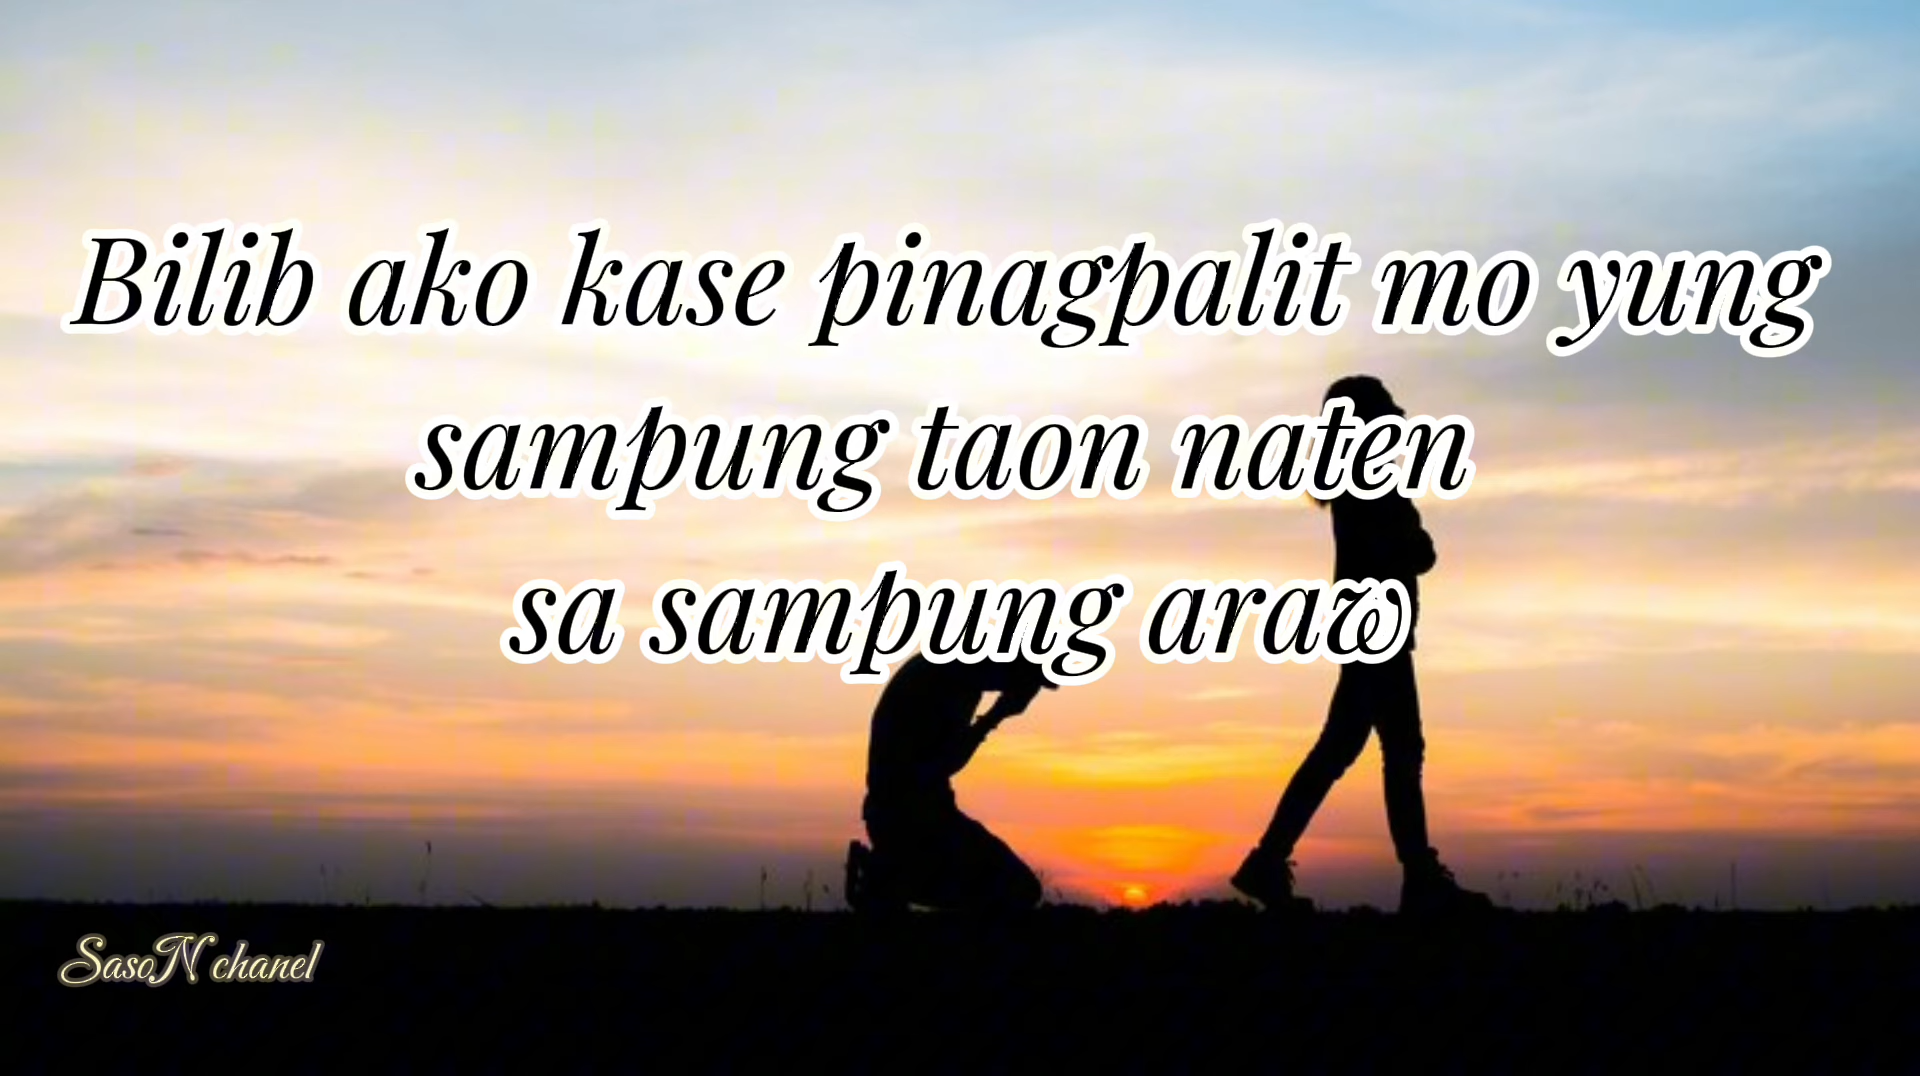 Bilib ako kase pinagpalit mo yung
sampung taon naten
sa sampung araw
SasoN chanel